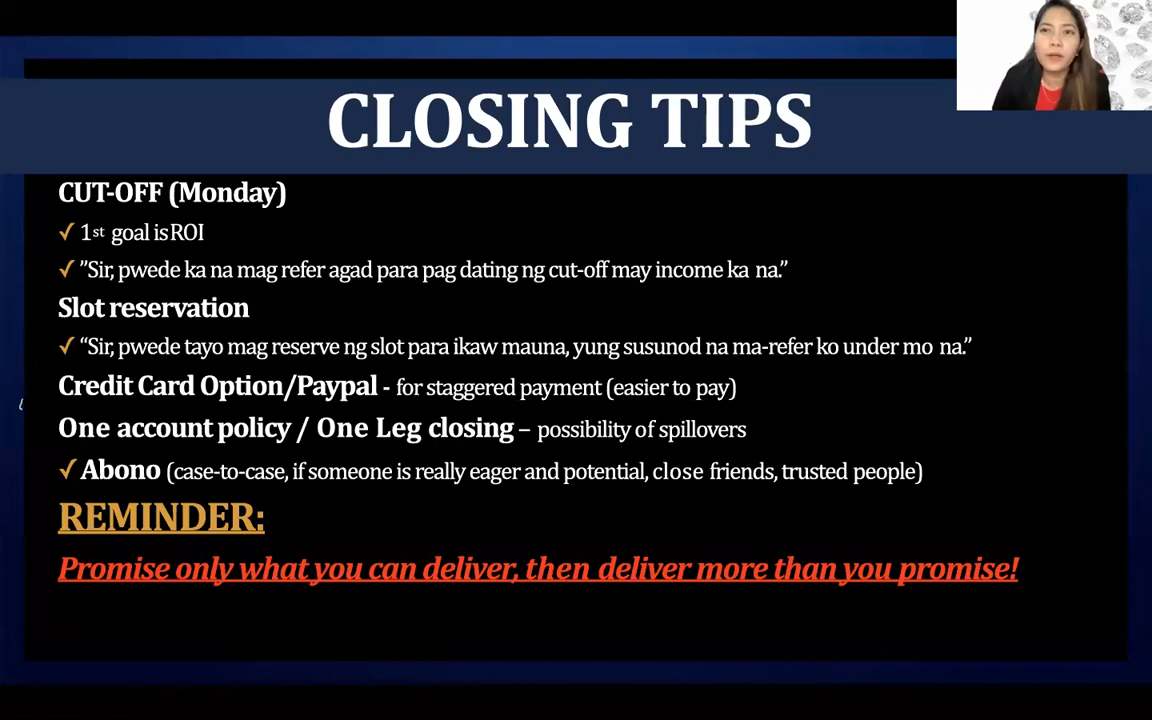 CLOSING TIPS
CUT-OFF (Monday)
✓ 1st goal is ROI
✓ ”Sir, pwede ka na mag refer agad para pag dating ng cut-off may income ka na.”
Slot reservation
✓ “Sir, pwede tayo mag reserve ng slot para ikaw mauna, yung susunod na ma-refer ko under mo na.”
Credit Card Option/Paypal - for staggered payment (easier to pay)
One account policy / One Leg closing – possibility of spillovers
✓ Abono (case-to-case, if someone is really eager and potential, close friends, trusted people)
REMINDER:
Promise only what you can deliver, then deliver more than you promise!